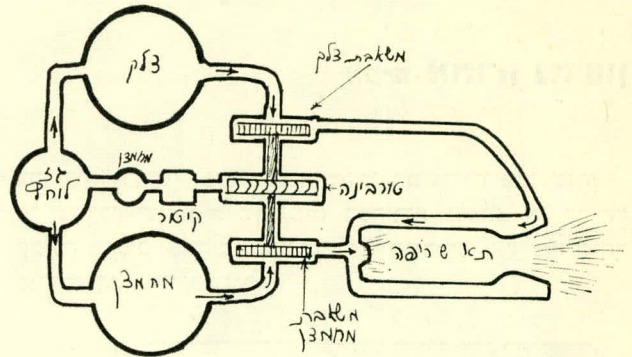 דלק
משאבת דלק
מחמצן
גז
לוחץ
קיטור
טורבינה
תא שריפה
מחמצן
משאבת
מחמצן